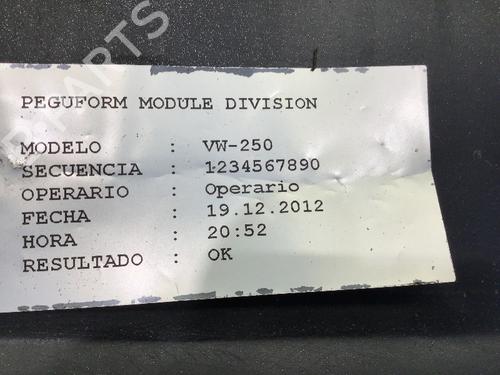 PARTS
PEGUFORM MODULE DIVISION
MODELO : VW-250
SECUENCIA : 1234567890
OPERARIO : Operario
FECHA : 19.12.2012
HORA : 20:52
RESULTADO : OK